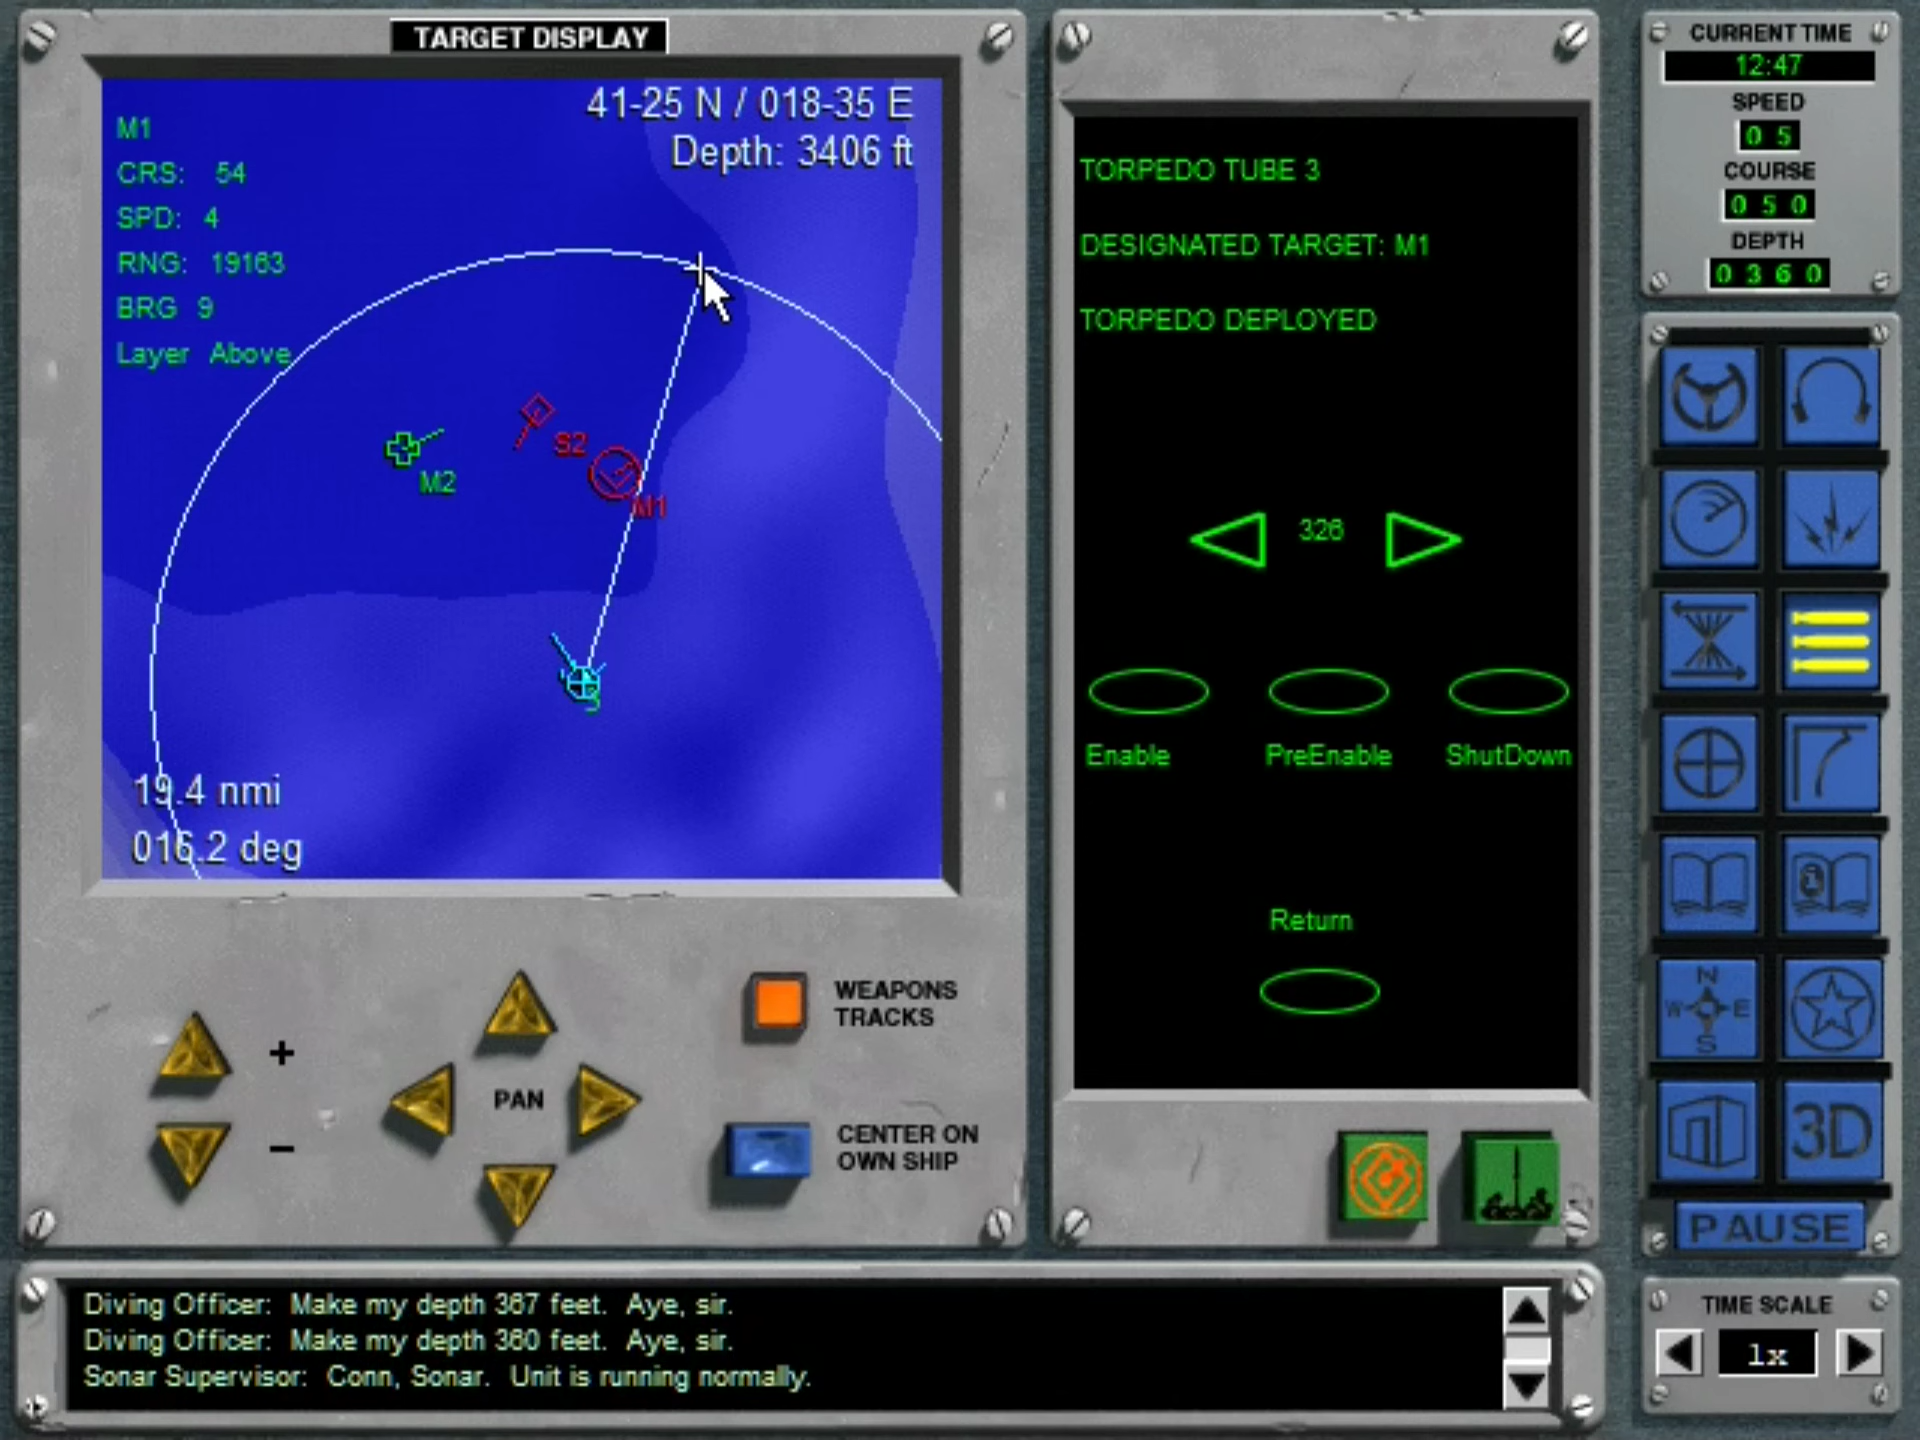 TARGET DISPLAY
41-25 N / 018-35 E
Depth: 3406 ft
M1
CRS: 54
SPD: 4
RNG: 19163
BRG 9
Layer Above
S2
M2
M1
3
19.4 nmi
016.2 deg
+
PAN
−
WEAPONS
TRACKS
CENTER ON
OWN SHIP
TORPEDO TUBE 3
DESIGNATED TARGET: M1
TORPEDO DEPLOYED
326
Enable PreEnable ShutDown
Return
CURRENT TIME
12:47
SPEED
05
COURSE
050
DEPTH
0360
N
W E
S
3D
PAUSE
TIME SCALE
1x
Diving Officer: Make my depth 367 feet. Aye, sir.
Diving Officer: Make my depth 360 feet. Aye, sir.
Sonar Supervisor: Conn, Sonar. Unit is running normally.